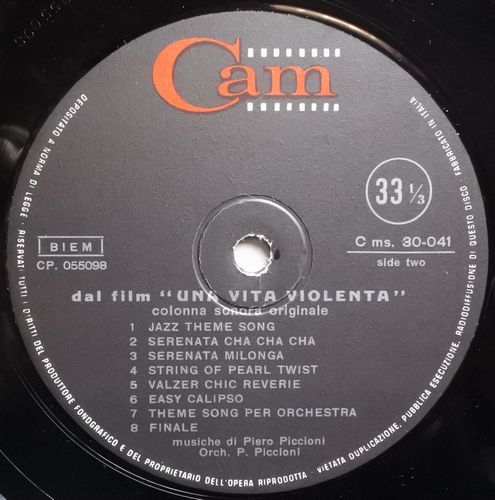 Cam
33 1/3
BIEM
CP. 055098
C ms. 30-041
side two
dal film "UNA VITA VIOLENTA"
colonna sonora originale
1 JAZZ THEME SONG
2 SERENATA CHA CHA CHA
3 SERENATA MILONGA
4 STRING OF PEARL TWIST
5 VALZER CHIC REVERIE
6 EASY CALIPSO
7 THEME SONG PER ORCHESTRA
8 FINALE
musiche di Piero Piccioni
Orch. P. Piccioni
DEPOSITATO A NORMA DI LEGGE - RISERVATI TUTTI I DIRITTI DEL PRODUTTORE FONOGRAFICO E DEL PROPRIETARIO DELL'OPERA RIPRODOTTA - VIETATA DUPLICAZIONE, PUBBLICA ESECUZIONE, RADIODIFFUSIONE DI QUESTO DISCO - FABBRICATO IN ITALIA